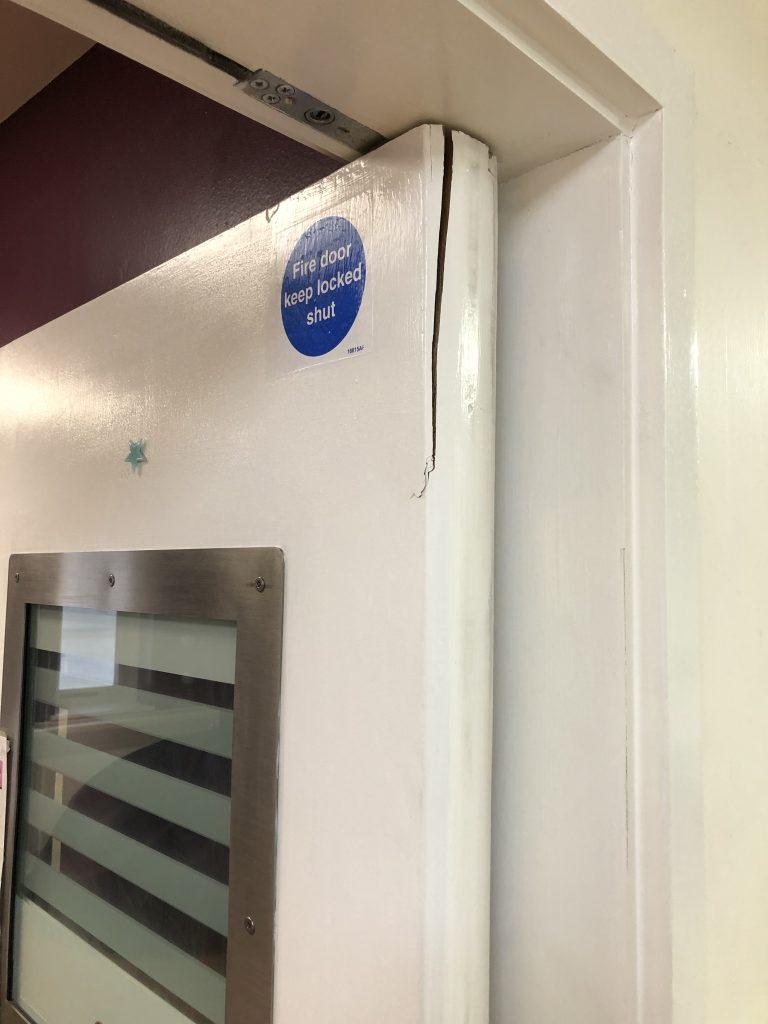 Fire door
keep locked
shut